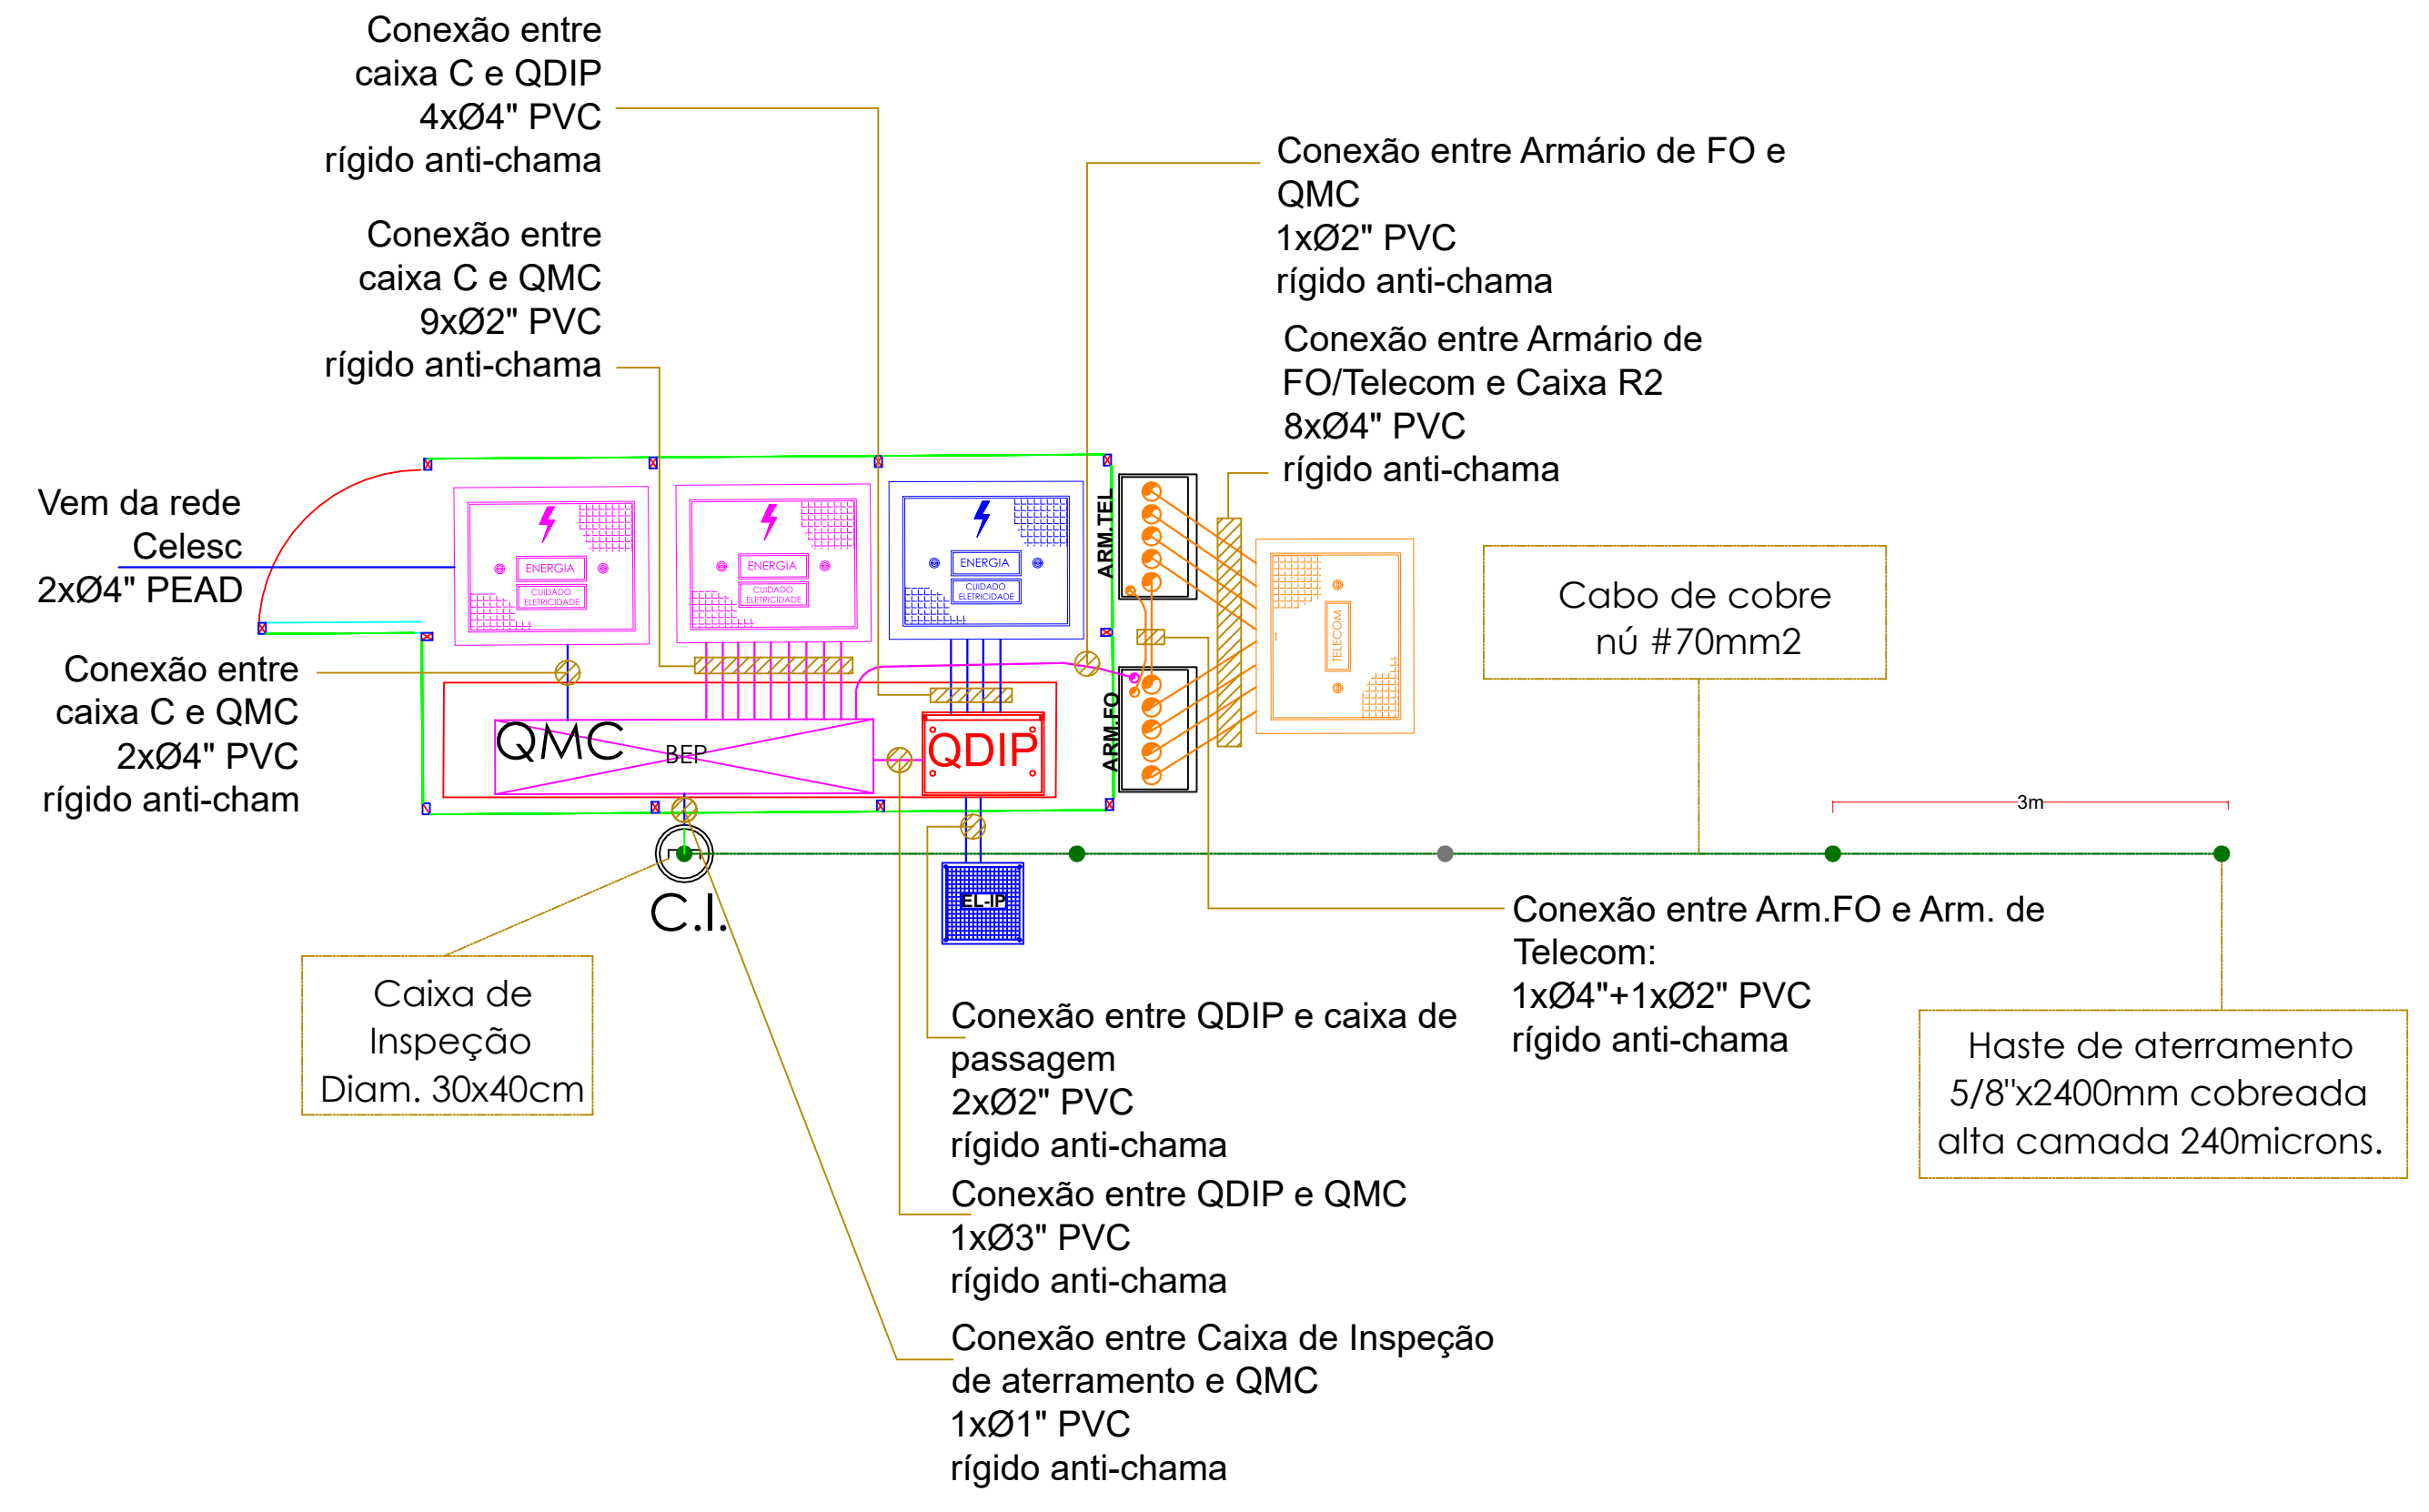 Conexão entre
caixa C e QDIP
4xØ4" PVC
rígido anti-chama
Conexão entre
caixa C e QMC
9xØ2" PVC
rígido anti-chama
Conexão entre Armário de FO e
QMC
1xØ2" PVC
rígido anti-chama
Conexão entre Armário de
FO/Telecom e Caixa R2
8xØ4" PVC
rígido anti-chama
Vem da rede
Celesc
2xØ4" PEAD
ENERGIA
CUIDADO
ELETRICIDADE
ENERGIA
CUIDADO
ELETRICIDADE
ENERGIA
CUIDADO
ELETRICIDADE
ARM.TEL
TELECOM
Cabo de cobre
nú #70mm2
Conexão entre
caixa C e QMC
2xØ4" PVC
rígido anti-cham
QMC
BEP
QDIP
ARM.FO
3m
C.I.
EL-IP
Conexão entre Arm.FO e Arm. de
Telecom:
1xØ4"+1xØ2" PVC
rígido anti-chama
Caixa de
Inspeção
Diam. 30x40cm
Conexão entre QDIP e caixa de
passagem
2xØ2" PVC
rígido anti-chama
Haste de aterramento
5/8"x2400mm cobreada
alta camada 240microns.
Conexão entre QDIP e QMC
1xØ3" PVC
rígido anti-chama
Conexão entre Caixa de Inspeção
de aterramento e QMC
1xØ1" PVC
rígido anti-chama